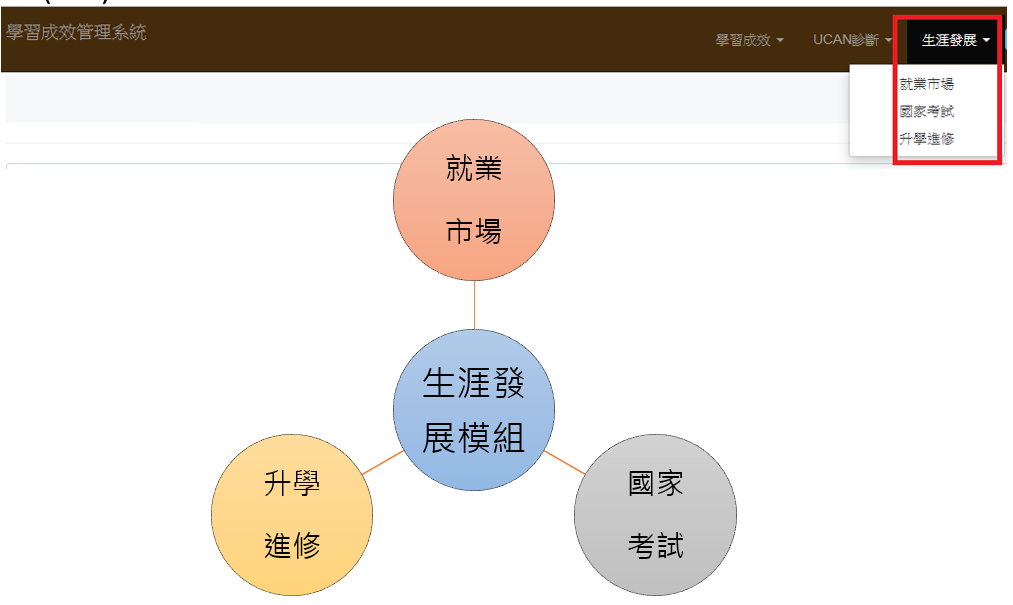 學習成效管理系統
學習成效
UCAN診斷
生涯發展
就業市場
國家考試
升學進修
就業
市場
生涯發
展模組
升學
進修
國家
考試